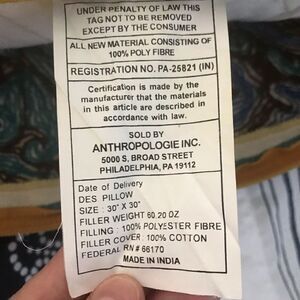 UNDER PENALTY OF LAW THIS
TAG NOT TO BE REMOVED
EXCEPT BY THE CONSUMER
ALL NEW MATERIAL CONSISTING OF
100% POLY FIBRE
REGISTRATION NO. PA-25821 (IN)
Certification is made by the
manufacturer that the materials
in this article are described in
accordance with law.
SOLD BY
ANTHROPOLOGIE INC.
5000 S, BROAD STREET
PHILADELPHIA, PA 19112
Date of Delivery
DES PILLOW
SIZE : 30" X 30"
FILLER WEIGHT 60.20 OZ
FILLING : 100% POLYESTER FIBRE
FILLER COVER : 100% COTTON
FEDERAL RN # 66170
MADE IN INDIA